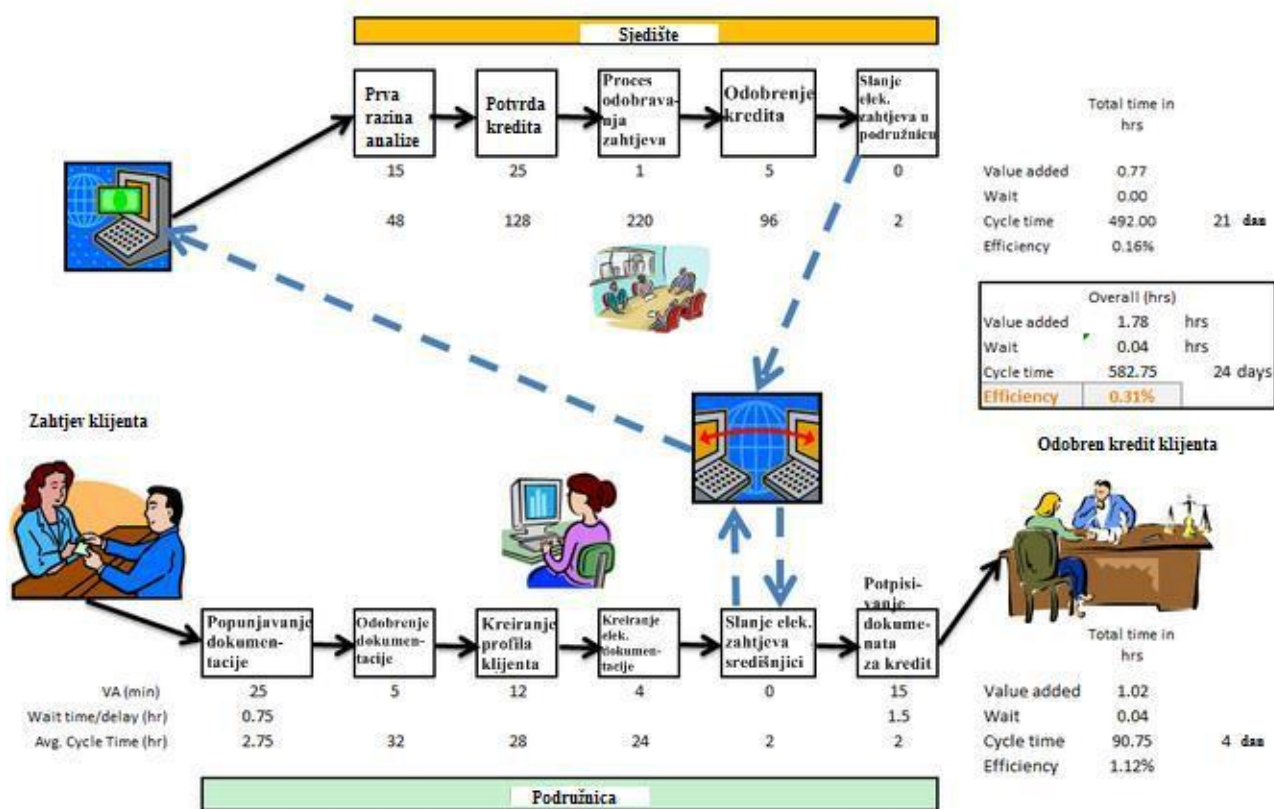 Sjedište
Prva
razina
analize
Potvrda
kredita
Proces
odobrava-
nja
zahtjeva
Odobrenje
kredita
Slanje
elek.
zahtjeva u
podružnicu
15 25 1 5 0
48 128 220 96 2
Total time in
hrs
Value added 0.77
Wait 0.00
Cycle time 492.00 21 dan
Efficiency 0.16%
Overall (hrs)
Value added 1.78 hrs
Wait 0.04 hrs
Cycle time 582.75 24 days
Efficiency 0.31%
Zahtjev klijenta
Odobren kredit klijenta
Popunjavanje
dokumen-
tacije
Odobrenje
dokumen-
tacije
Kreiranje
profila
klijenta
Kreiranje
elek.
dokumen-
tacije
Slanje elek.
zahtjeva
središnjici
Potpisi-
vanje
dokume-
nata
za kredit
VA (min) 25 5 12 4 0 15
Wait time/delay (hr) 0.75 1.5
Avg. Cycle Time (hr) 2.75 32 28 24 2 2
Total time in
hrs
Value added 1.02
Wait 0.04
Cycle time 90.75 4 dan
Efficiency 1.12%
Podružnica